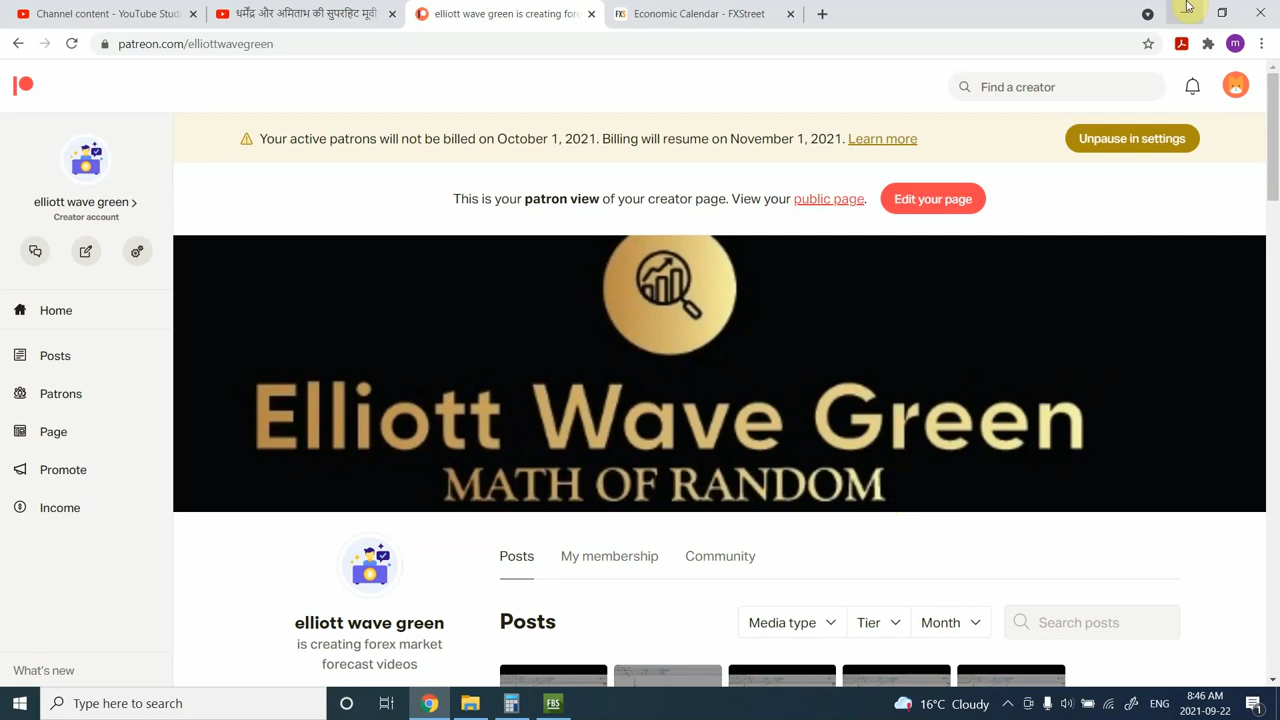 Channel content - YouTube Studi
धर्मेंद्र और अमिताभ की सुपरहिट मूवी
elliott wave green is creating for
FXS Economic Calendar - FXStreet
patreon.com/elliottwavegreen
m
Find a creator
Your active patrons will not be billed on October 1, 2021. Billing will resume on November 1, 2021. Learn more
Unpause in settings
This is your patron view of your creator page. View your public page.
Edit your page
elliott wave green
Creator account
Home
Posts
Patrons
Page
Promote
Income
What's new
Elliott Wave Green
MATH OF RANDOM
elliott wave green
is creating forex market
forecast videos
Posts My membership Community
Posts
Media type Tier Month
Search posts
Type here to search
FBS
16°C Cloudy
ENG
8:46 AM
2021-09-22
1